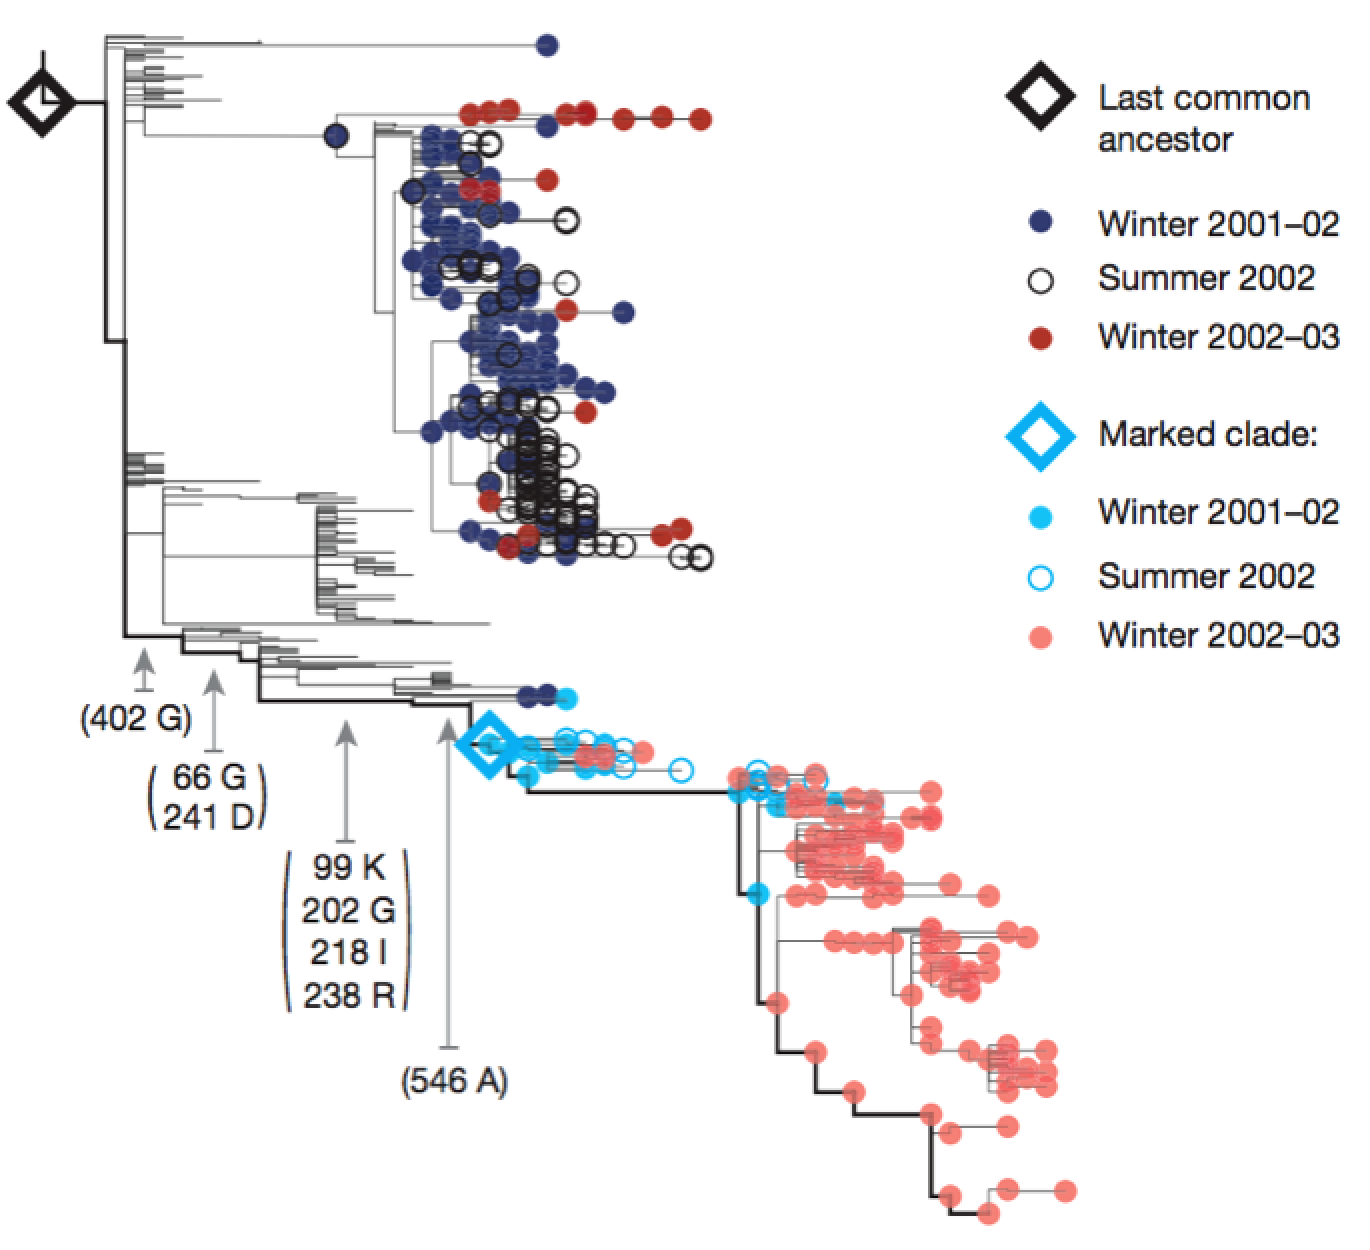 Last common
ancestor
Winter 2001–02
Summer 2002
Winter 2002–03
Marked clade:
Winter 2001–02
Summer 2002
Winter 2002–03
(402 G)
(66 G
241 D)
(99 K
202 G
218 I
238 R)
(546 A)